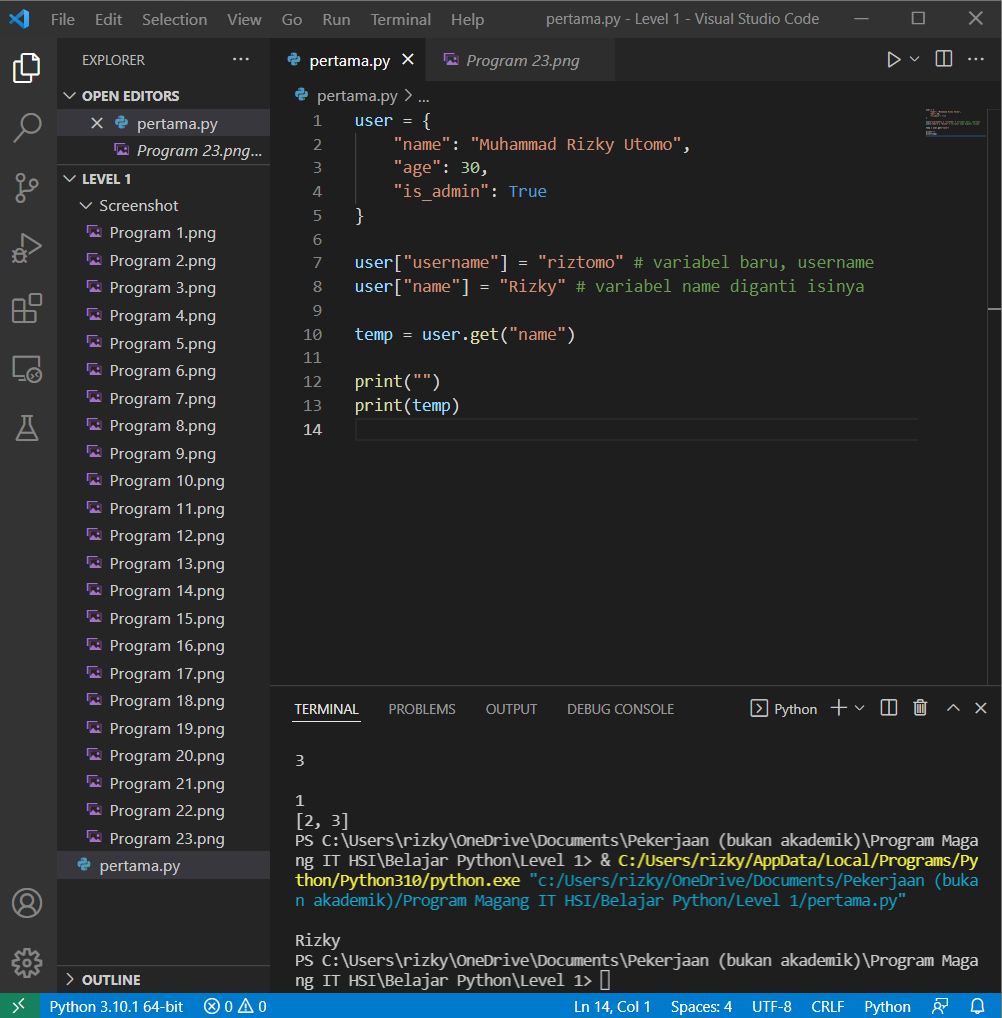 File Edit Selection View Go Run Terminal Help pertama.py - Level 1 - Visual Studio Code
EXPLORER
OPEN EDITORS
pertama.py
Program 23.png...
LEVEL 1
Screenshot
Program 1.png
Program 2.png
Program 3.png
Program 4.png
Program 5.png
Program 6.png
Program 7.png
Program 8.png
Program 9.png
Program 10.png
Program 11.png
Program 12.png
Program 13.png
Program 14.png
Program 15.png
Program 16.png
Program 17.png
Program 18.png
Program 19.png
Program 20.png
Program 21.png
Program 22.png
Program 23.png
pertama.py
OUTLINE
pertama.py Program 23.png
pertama.py > ...
1 user = {
2     "name": "Muhammad Rizky Utomo",
3     "age": 30,
4     "is_admin": True
5 }
6
7 user["username"] = "riztomo" # variabel baru, username
8 user["name"] = "Rizky" # variabel name diganti isinya
9
10 temp = user.get("name")
11
12 print("")
13 print(temp)
14
TERMINAL PROBLEMS OUTPUT DEBUG CONSOLE Python
3
1
[2, 3]
PS C:\Users\rizky\OneDrive\Documents\Pekerjaan (bukan akademik)\Program Maga
ng IT HSI\Belajar Python\Level 1> & C:/Users/rizky/AppData/Local/Programs/Py
thon/Python310/python.exe "c:/Users/rizky/OneDrive/Documents/Pekerjaan (buka
n akademik)/Program Magang IT HSI/Belajar Python/Level 1/pertama.py"
Rizky
PS C:\Users\rizky\OneDrive\Documents\Pekerjaan (bukan akademik)\Program Maga
ng IT HSI\Belajar Python\Level 1>
Python 3.10.1 64-bit 0 0 Ln 14, Col 1 Spaces: 4 UTF-8 CRLF Python